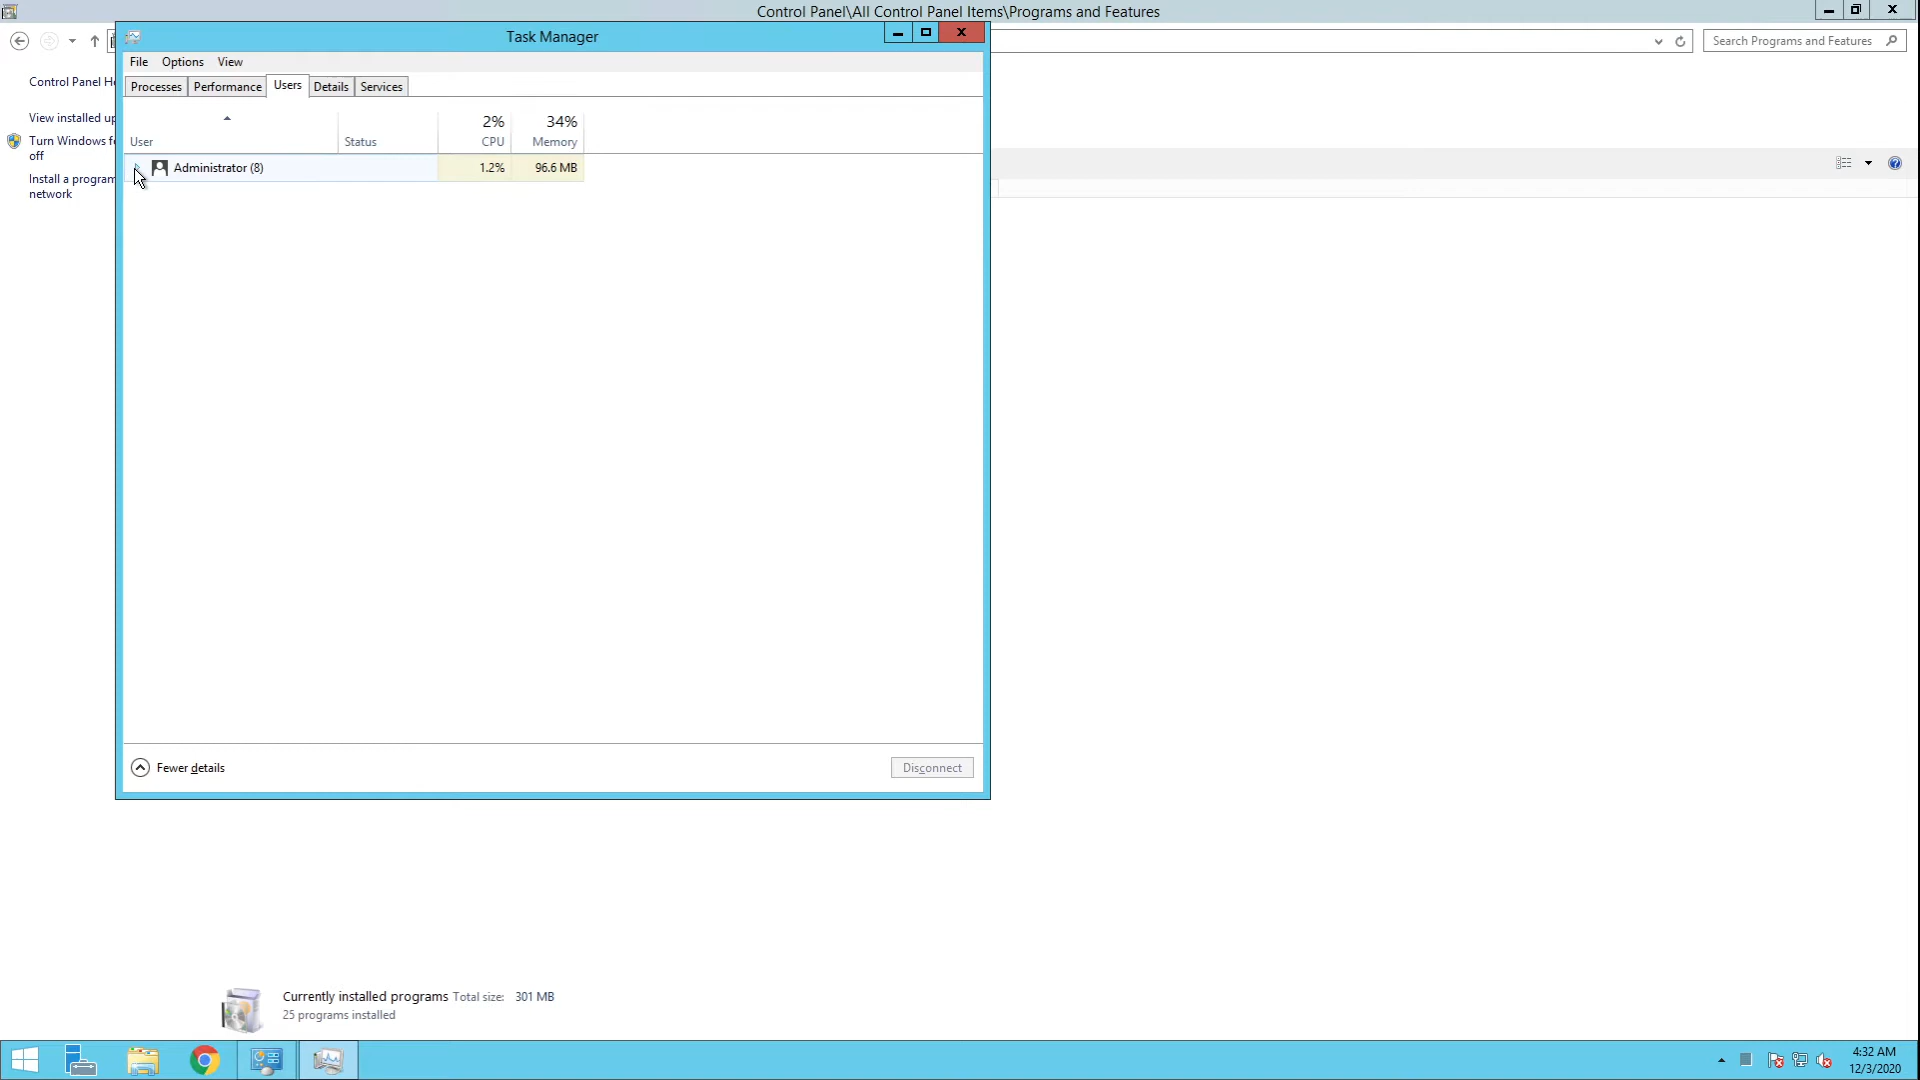 Control Panel\All Control Panel Items\Programs and Features
Task Manager
Search Programs and Features
File Options View
Control Panel H
Processes Performance Users Details Services
View installed up
2% 34%
User Status CPU Memory
Turn Windows fe
off
Administrator (8) 1.2% 96.6 MB
Install a program
network
Fewer details Disconnect
Currently installed programs Total size: 301 MB
25 programs installed
4:32 AM
12/3/2020